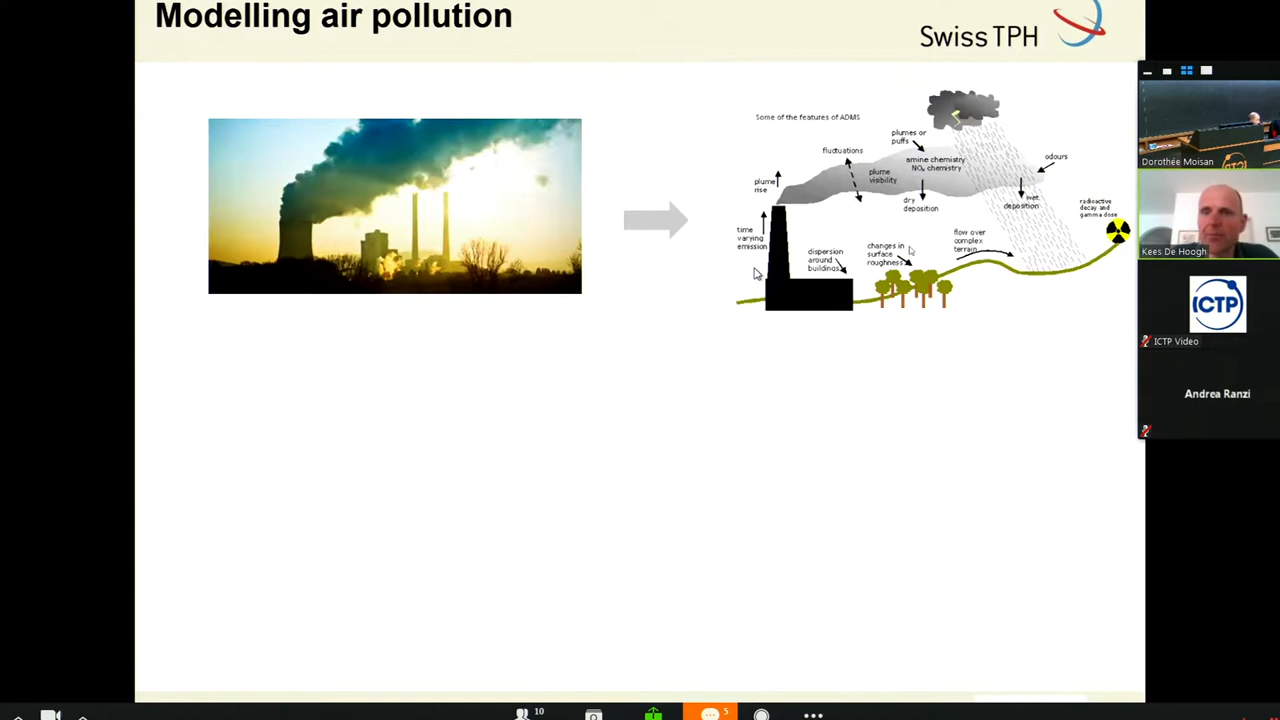 Modelling air pollution
Swiss TPH
Some of the features of ADMS
plumes or
puffs
fluctuations
amine chemistry
NOₓ chemistry
odours
plume
visibility
plume
rise
dry
deposition
wet
deposition
radioactive
decay and
gamma dose
time
varying
emission
dispersion
around
buildings
changes in
surface
roughness
flow over
complex
terrain
Dorothée Moisan
Kees De Hoogh
ICTP
ICTP Video
Andrea Ranzi
10
5